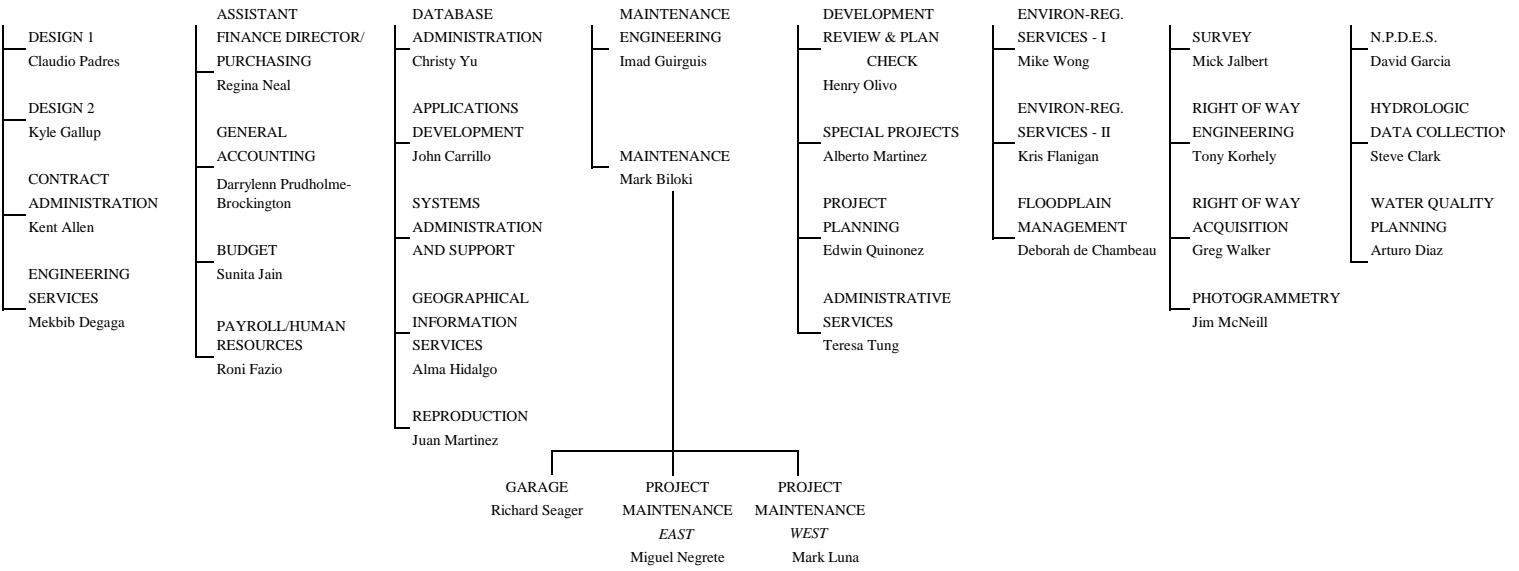 DESIGN 1
Claudio Padres
DESIGN 2
Kyle Gallup
CONTRACT
ADMINISTRATION
Kent Allen
ENGINEERING
SERVICES
Mekbib Degaga
ASSISTANT
FINANCE DIRECTOR/
PURCHASING
Regina Neal
GENERAL
ACCOUNTING
Darrylenn Prudholme-
Brockington
BUDGET
Sunita Jain
PAYROLL/HUMAN
RESOURCES
Roni Fazio
DATABASE
ADMINISTRATION
Christy Yu
APPLICATIONS
DEVELOPMENT
John Carrillo
SYSTEMS
ADMINISTRATION
AND SUPPORT
GEOGRAPHICAL
INFORMATION
SERVICES
Alma Hidalgo
REPRODUCTION
Juan Martinez
MAINTENANCE
ENGINEERING
Imad Guirguis
MAINTENANCE
Mark Biloki
GARAGE
Richard Seager
PROJECT
MAINTENANCE
EAST
Miguel Negrete
PROJECT
MAINTENANCE
WEST
Mark Luna
DEVELOPMENT
REVIEW & PLAN
CHECK
Henry Olivo
SPECIAL PROJECTS
Alberto Martinez
PROJECT
PLANNING
Edwin Quinonez
ADMINISTRATIVE
SERVICES
Teresa Tung
ENVIRON-REG.
SERVICES - I
Mike Wong
ENVIRON-REG.
SERVICES - II
Kris Flanigan
FLOODPLAIN
MANAGEMENT
Deborah de Chambeau
SURVEY
Mick Jalbert
RIGHT OF WAY
ENGINEERING
Tony Korhely
RIGHT OF WAY
ACQUISITION
Greg Walker
PHOTOGRAMMETRY
Jim McNeill
N.P.D.E.S.
David Garcia
HYDROLOGIC
DATA COLLECTION
Steve Clark
WATER QUALITY
PLANNING
Arturo Diaz